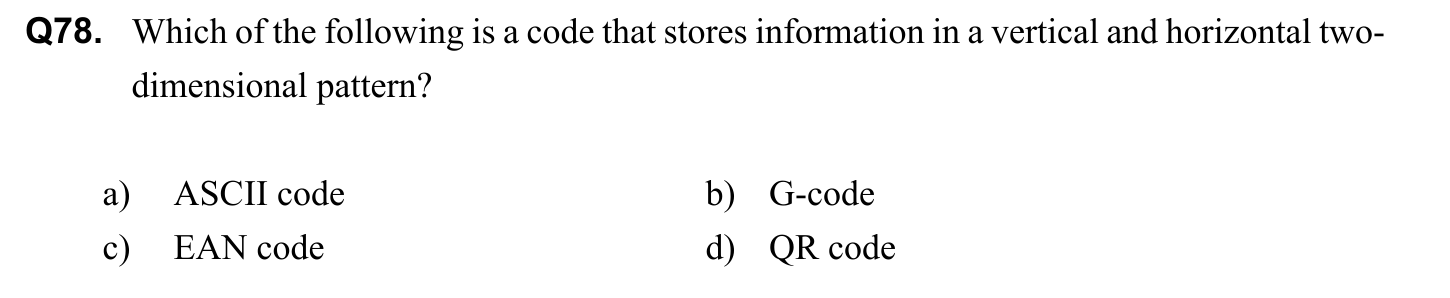 Q78. Which of the following is a code that stores information in a vertical and horizontal two-
dimensional pattern?
a) ASCII code b) G-code
c) EAN code d) QR code